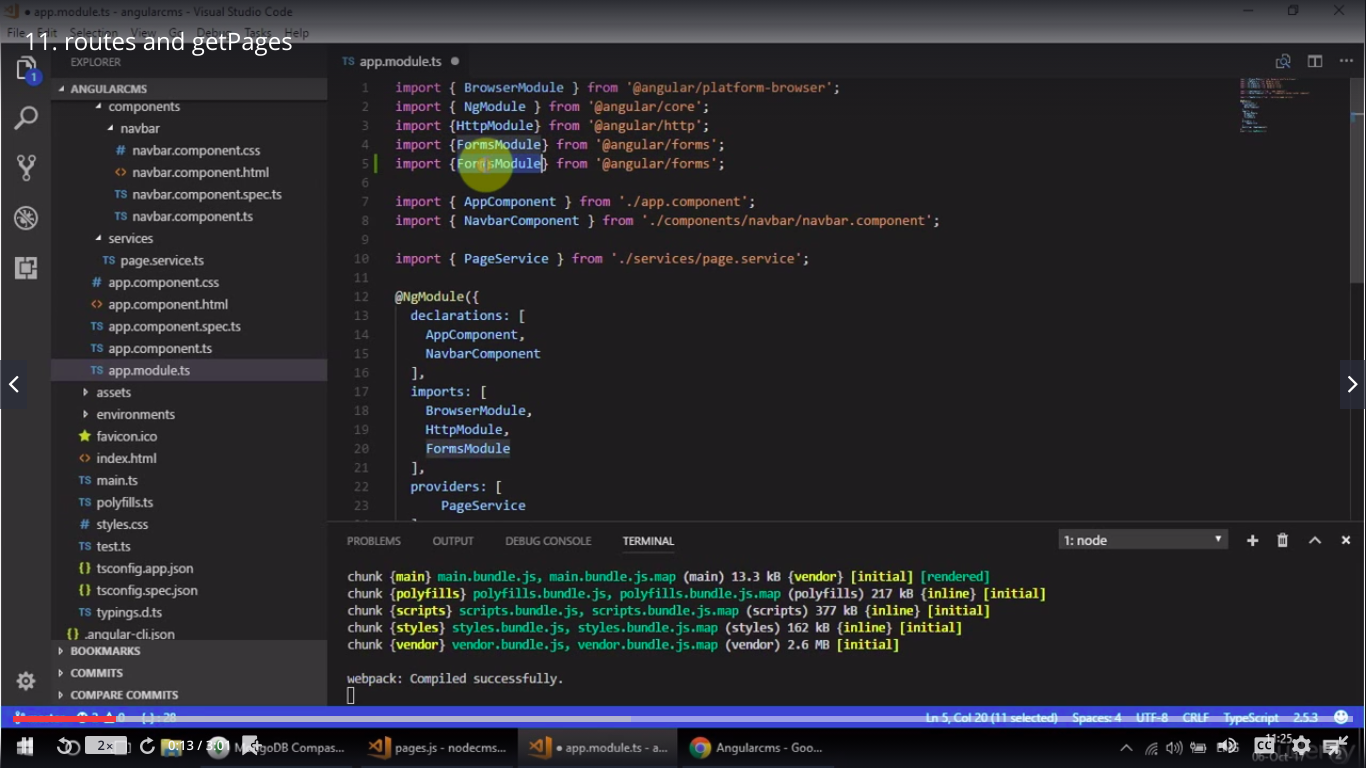 app.module.ts - angularcms - Visual Studio Code
File Edit Selection View Go Debug Tasks Help
11. routes and getPages
EXPLORER
1
ANGULARCMS
components
navbar
# navbar.component.css
<> navbar.component.html
TS navbar.component.spec.ts
TS navbar.component.ts
services
TS page.service.ts
# app.component.css
<> app.component.html
TS app.component.spec.ts
TS app.component.ts
TS app.module.ts
assets
environments
favicon.ico
<> index.html
TS main.ts
TS polyfills.ts
# styles.css
TS test.ts
{} tsconfig.app.json
{} tsconfig.spec.json
TS typings.d.ts
{} .angular-cli.json
BOOKMARKS
COMMITS
COMPARE COMMITS
TS app.module.ts
1 import { BrowserModule } from '@angular/platform-browser';
2 import { NgModule } from '@angular/core';
3 import {HttpModule} from '@angular/http';
4 import {FormsModule} from '@angular/forms';
5 import {FormsModule} from '@angular/forms';
6
7 import { AppComponent } from './app.component';
8 import { NavbarComponent } from './components/navbar/navbar.component';
9
10 import { PageService } from './services/page.service';
11
12 @NgModule({
13 declarations: [
14 AppComponent,
15 NavbarComponent
16 ],
17 imports: [
18 BrowserModule,
19 HttpModule,
20 FormsModule
21 ],
22 providers: [
23 PageService
PROBLEMS OUTPUT DEBUG CONSOLE TERMINAL 1: node
chunk {main} main.bundle.js, main.bundle.js.map (main) 13.3 kB {vendor} [initial] [rendered]
chunk {polyfills} polyfills.bundle.js, polyfills.bundle.js.map (polyfills) 217 kB {inline} [initial]
chunk {scripts} scripts.bundle.js, scripts.bundle.js.map (scripts) 377 kB {inline} [initial]
chunk {styles} styles.bundle.js, styles.bundle.js.map (styles) 162 kB {inline} [initial]
chunk {vendor} vendor.bundle.js, vendor.bundle.js.map (vendor) 2.6 MB [initial]
webpack: Compiled successfully.
Ln 5, Col 20 (11 selected) Spaces: 4 UTF-8 CRLF TypeScript 2.5.3
2x 0:13 / 3:01 MongoDB Compas... pages.js - nodecms... app.module.ts - a... Angularcms - Goo... CC 11:25
06-Oct-17